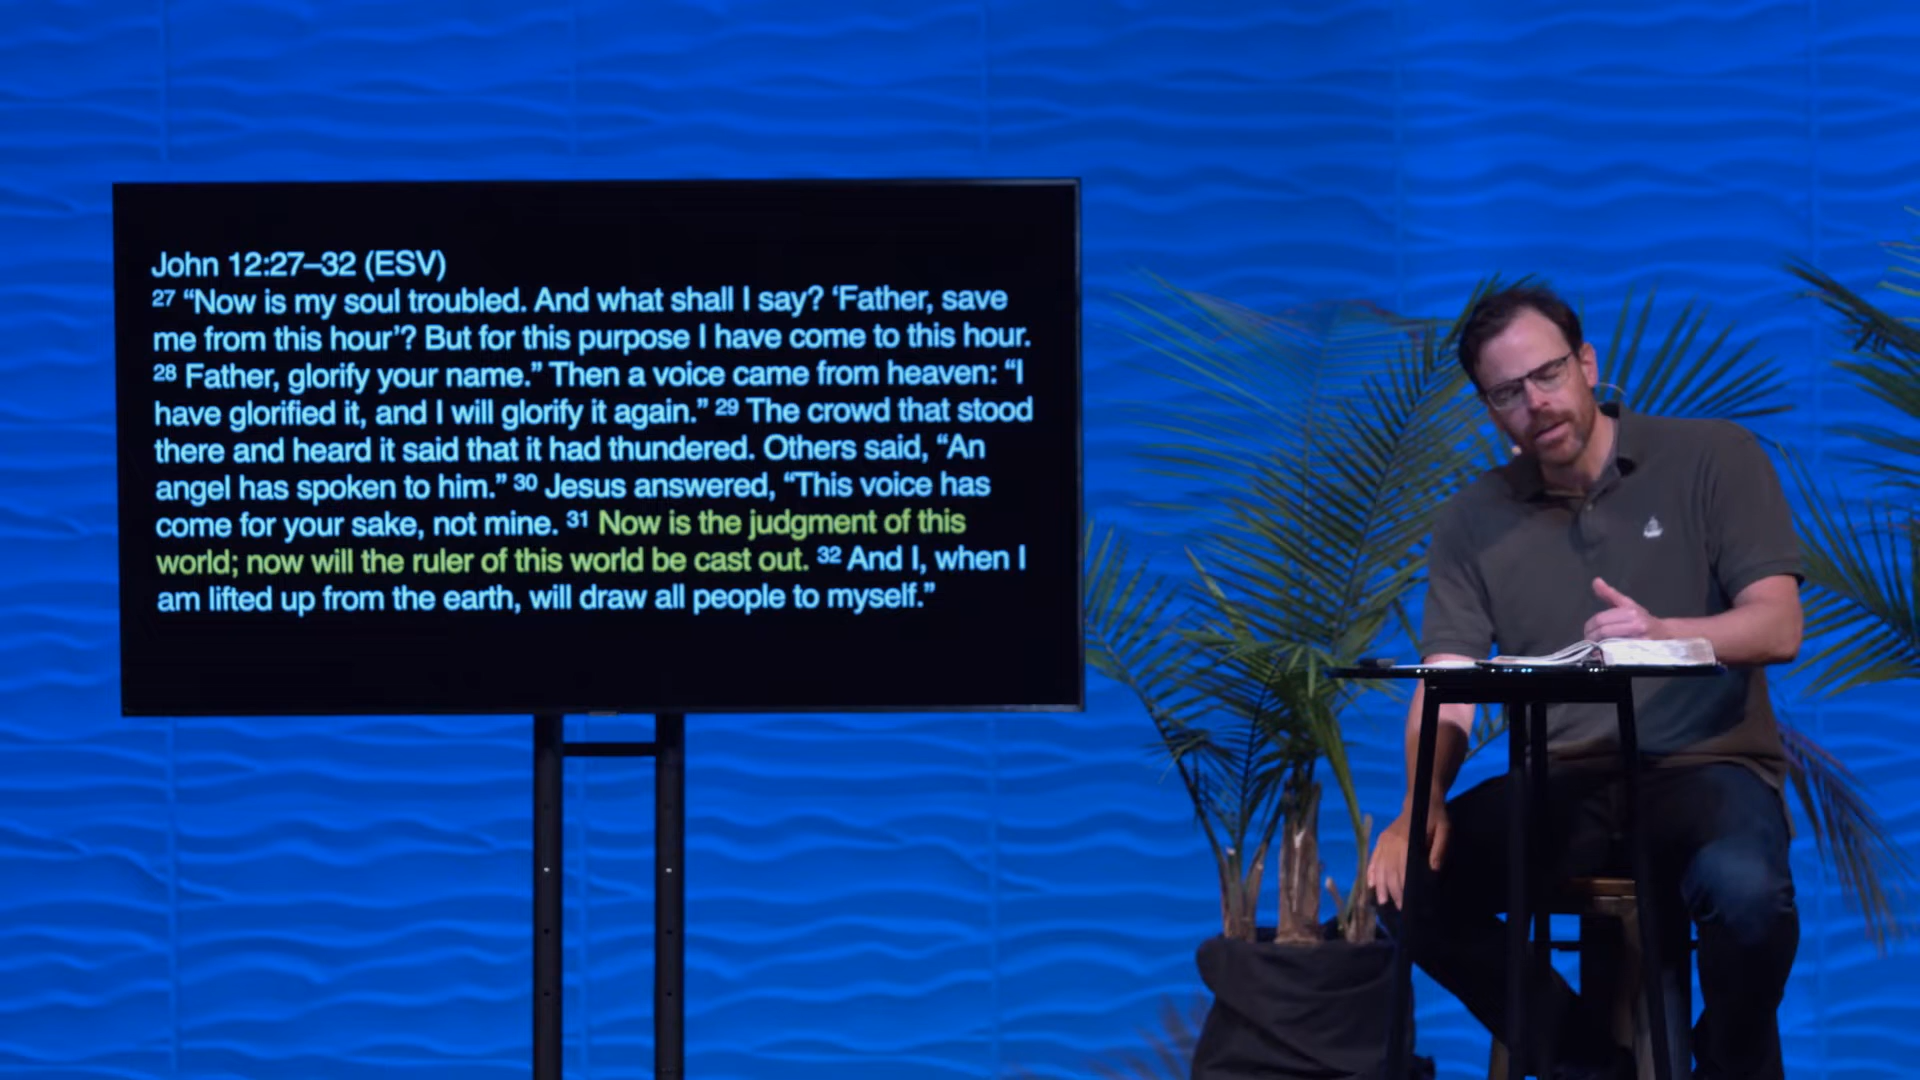 John 12:27–32 (ESV)
27 “Now is my soul troubled. And what shall I say? ‘Father, save
me from this hour’? But for this purpose I have come to this hour.
28 Father, glorify your name.” Then a voice came from heaven: “I
have glorified it, and I will glorify it again.” 29 The crowd that stood
there and heard it said that it had thundered. Others said, “An
angel has spoken to him.” 30 Jesus answered, “This voice has
come for your sake, not mine. 31 Now is the judgment of this
world; now will the ruler of this world be cast out. 32 And I, when I
am lifted up from the earth, will draw all people to myself.”